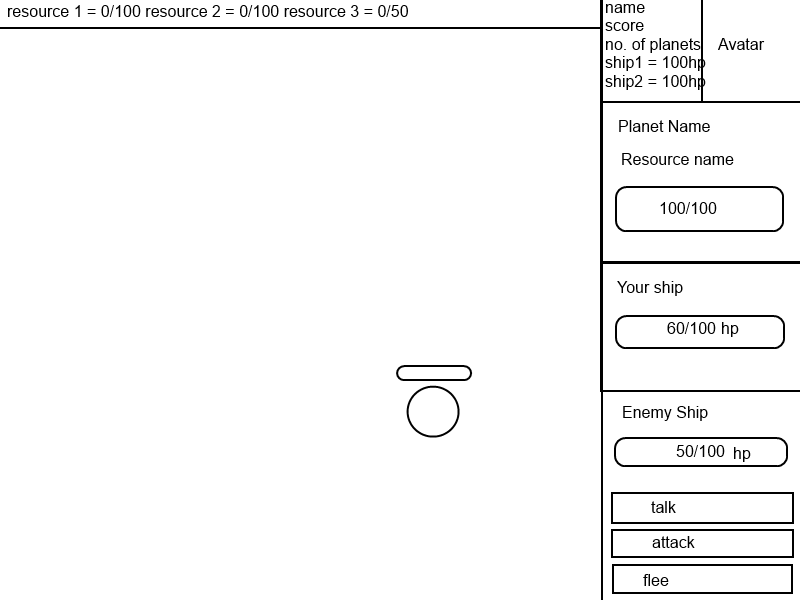 resource 1 = 0/100 resource 2 = 0/100 resource 3 = 0/50
name
score
no. of planets
ship1 = 100hp
ship2 = 100hp
Avatar
Planet Name
Resource name
100/100
Your ship
60/100 hp
Enemy Ship
50/100 hp
talk
attack
flee